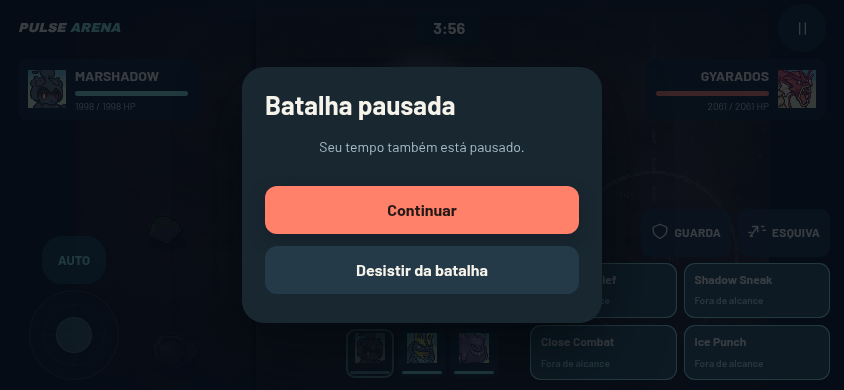 PULSE ARENA
3:56
MARSHADOW
1998 / 1998 HP
GYARADOS
2061 / 2061 HP
Batalha pausada
Seu tempo também está pausado.
Continuar
Desistir da batalha
AUTO
GUARDA
ESQUIVA
Shadow Sneak
Fora de alcance
Close Combat
Fora de alcance
Ice Punch
Fora de alcance